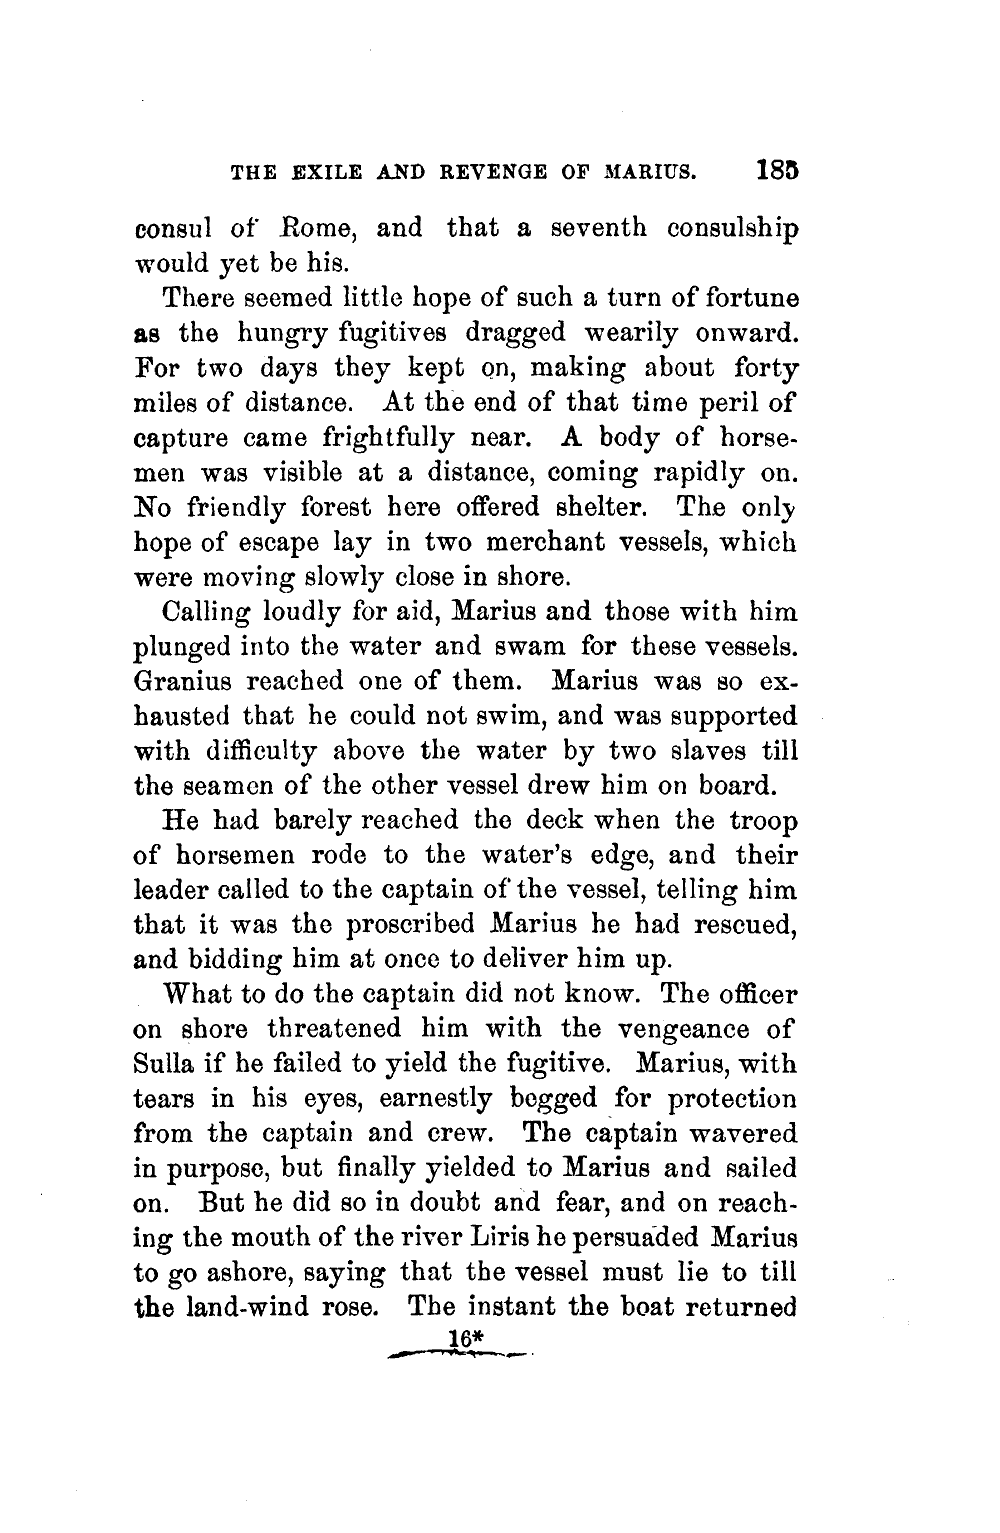 THE EXILE AND REVENGE OF MARIUS. 185
consul of Rome, and that a seventh consulship
would yet be his.
There seemed little hope of such a turn of fortune
as the hungry fugitives dragged wearily onward.
For two days they kept on, making about forty
miles of distance. At the end of that time peril of
capture came frightfully near. A body of horse-
men was visible at a distance, coming rapidly on.
No friendly forest here offered shelter. The only
hope of escape lay in two merchant vessels, which
were moving slowly close in shore.
Calling loudly for aid, Marius and those with him
plunged into the water and swam for these vessels.
Granius reached one of them. Marius was so ex-
hausted that he could not swim, and was supported
with difficulty above the water by two slaves till
the seamen of the other vessel drew him on board.
He had barely reached the deck when the troop
of horsemen rode to the water's edge, and their
leader called to the captain of the vessel, telling him
that it was the proscribed Marius he had rescued,
and bidding him at once to deliver him up.
What to do the captain did not know. The officer
on shore threatened him with the vengeance of
Sulla if he failed to yield the fugitive. Marius, with
tears in his eyes, earnestly begged for protection
from the captain and crew. The captain wavered
in purpose, but finally yielded to Marius and sailed
on. But he did so in doubt and fear, and on reach-
ing the mouth of the river Liris he persuaded Marius
to go ashore, saying that the vessel must lie to till
the land-wind rose. The instant the boat returned
16*